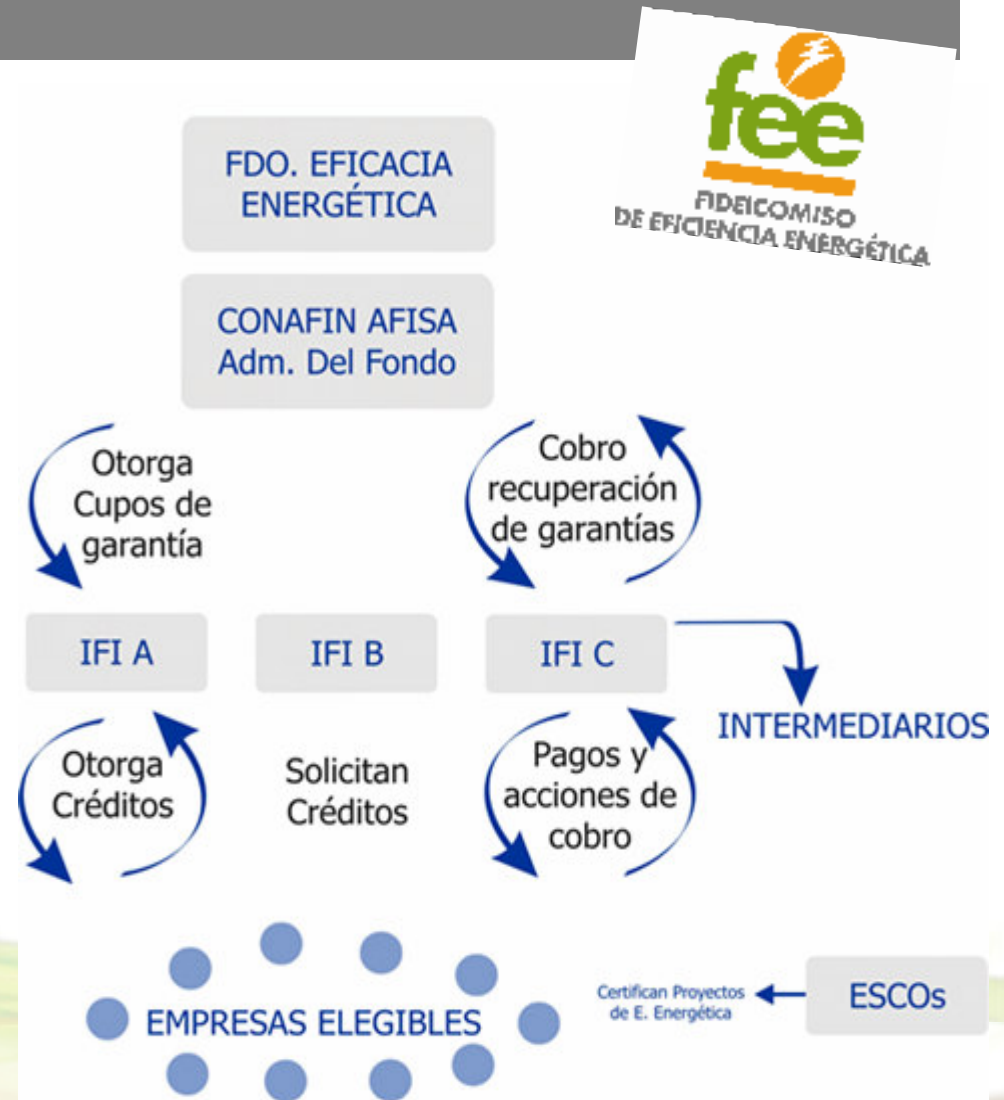 fee
FIDEICOMISO
DE EFICIENCIA ENERGÉTICA
FDO. EFICACIA
ENERGÉTICA
CONAFIN AFISA
Adm. Del Fondo
Otorga
Cupos de
garantía
Cobro
recuperación
de garantías
IFI A
IFI B
IFI C
INTERMEDIARIOS
Otorga
Créditos
Solicitan
Créditos
Pagos y
acciones de
cobro
EMPRESAS ELEGIBLES
Certifican Proyectos
de E. Energética
ESCOs